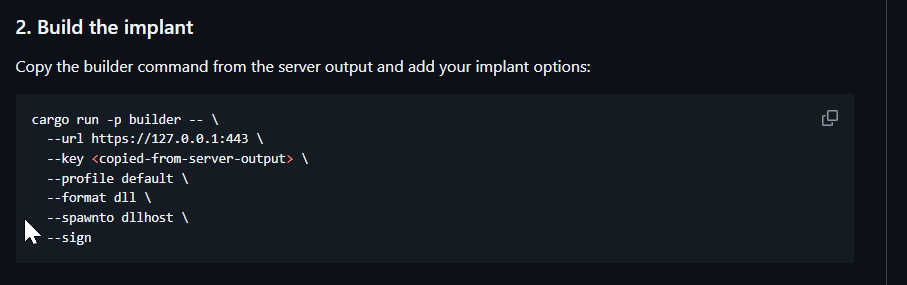 2. Build the implant
Copy the builder command from the server output and add your implant options:
cargo run -p builder -- \
--url https://127.0.0.1:443 \
--key <copied-from-server-output> \
--profile default \
--format dll \
--spawnto dllhost \
--sign